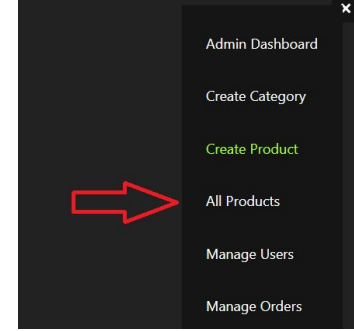 Admin Dashboard
Create Category
Create Product
All Products
Manage Users
Manage Orders